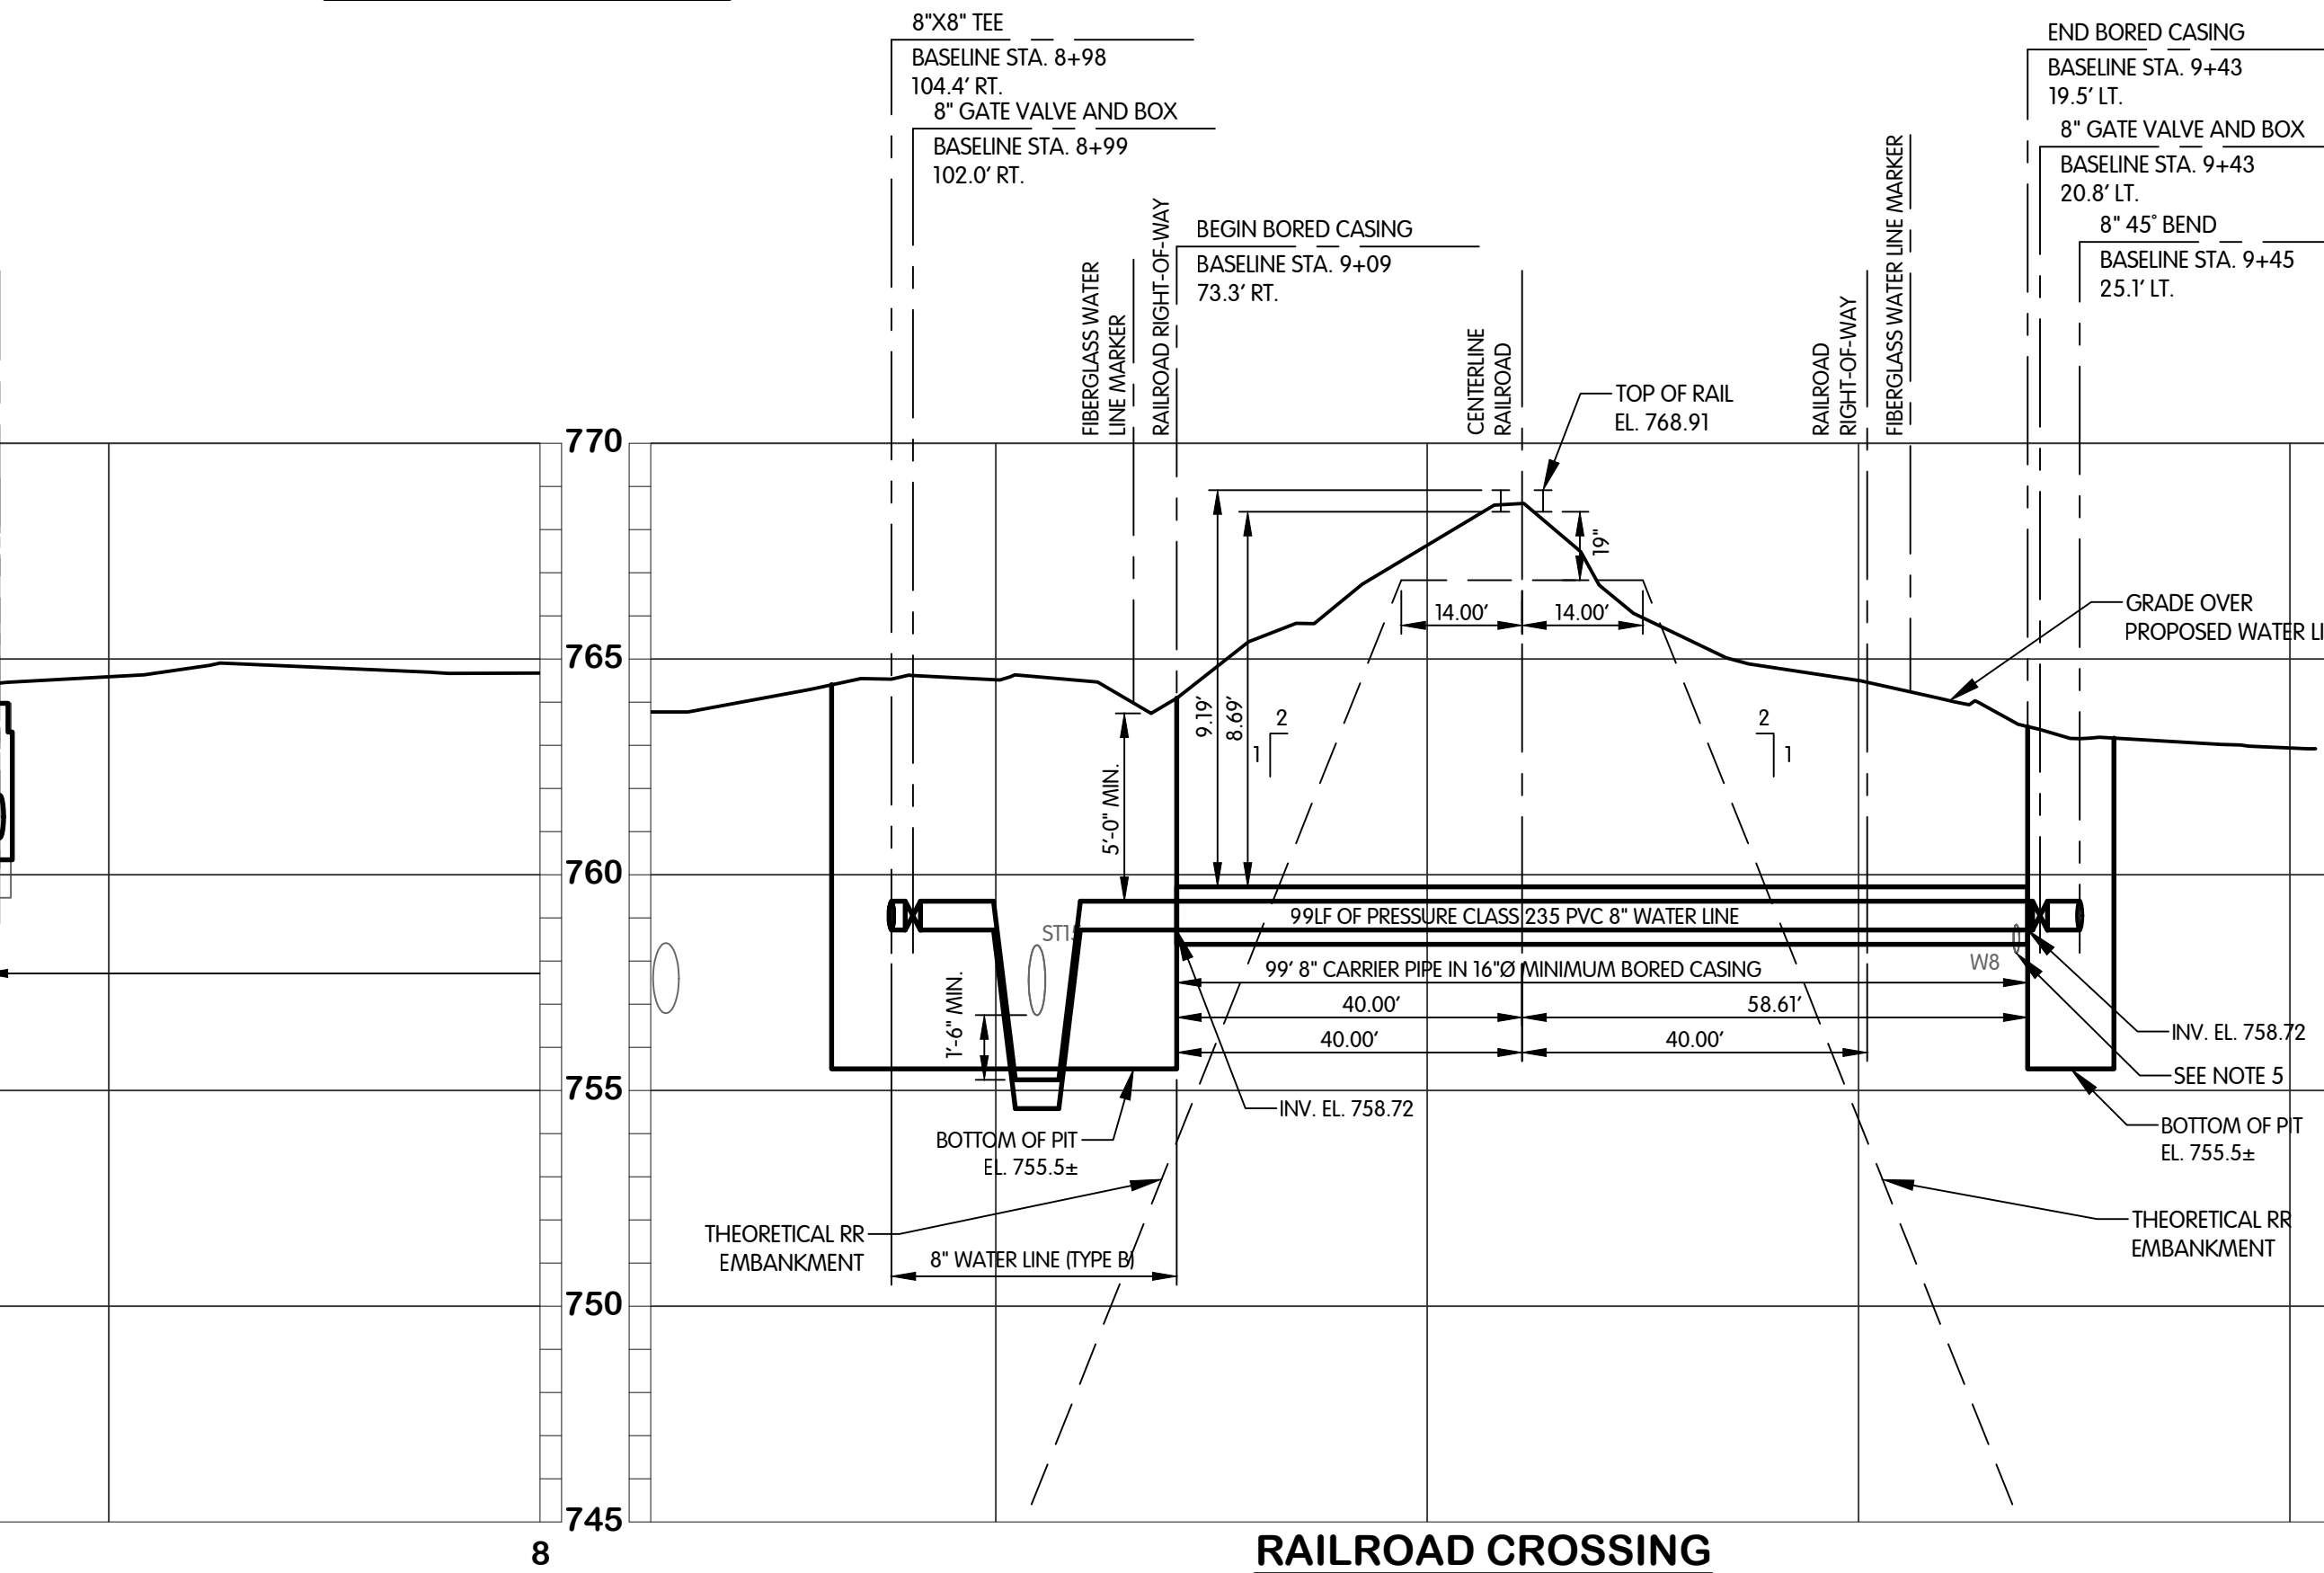 8"X8" TEE
BASELINE STA. 8+98
104.4' RT.
8" GATE VALVE AND BOX
BASELINE STA. 8+99
102.0' RT.
END BORED CASING
BASELINE STA. 9+43
19.5' LT.
8" GATE VALVE AND BOX
BASELINE STA. 9+43
20.8' LT.
8" 45° BEND
BASELINE STA. 9+45
25.1' LT.
BEGIN BORED CASING
BASELINE STA. 9+09
73.3' RT.
FIBERGLASS WATER
LINE MARKER
RAILROAD RIGHT-OF-WAY
CENTERLINE
RAILROAD
RAILROAD
RIGHT-OF-WAY
FIBERGLASS WATER LINE MARKER
TOP OF RAIL
EL. 768.91
770
19"
14.00'
14.00'
GRADE OVER
PROPOSED WATER LI
765
9.19'
8.69'
2
1
2
1
5'-0" MIN.
760
99LF OF PRESSURE CLASS 235 PVC 8" WATER LINE
ST15
W8
99' 8" CARRIER PIPE IN 16"Ø MINIMUM BORED CASING
40.00'
58.61'
40.00'
40.00'
1'-6" MIN.
INV. EL. 758.72
SEE NOTE 5
755
INV. EL. 758.72
BOTTOM OF PIT
EL. 755.5±
BOTTOM OF PIT
EL. 755.5±
THEORETICAL RR
EMBANKMENT
THEORETICAL RR
EMBANKMENT
8" WATER LINE (TYPE B)
750
745
8
RAILROAD CROSSING